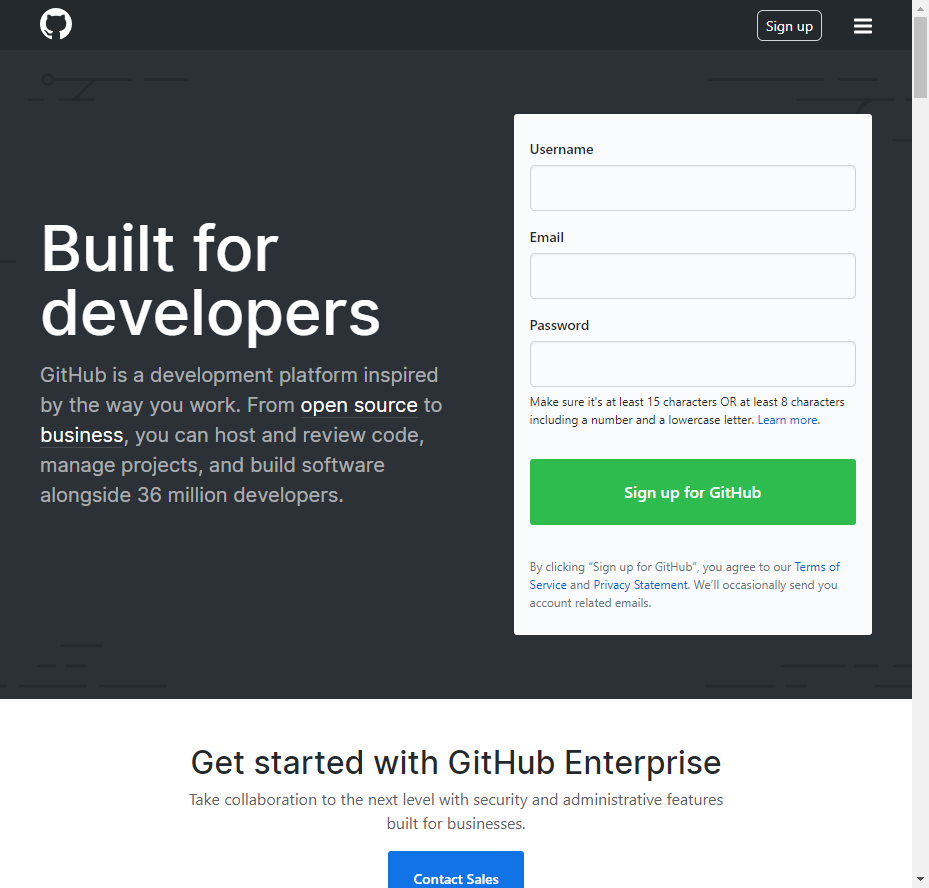 Sign up
Built for
developers
GitHub is a development platform inspired
by the way you work. From open source to
business, you can host and review code,
manage projects, and build software
alongside 36 million developers.
Username
Email
Password
Make sure it's at least 15 characters OR at least 8 characters
including a number and a lowercase letter. Learn more.
Sign up for GitHub
By clicking “Sign up for GitHub”, you agree to our Terms of
Service and Privacy Statement. We’ll occasionally send you
account related emails.
Get started with GitHub Enterprise
Take collaboration to the next level with security and administrative features
built for businesses.
Contact Sales